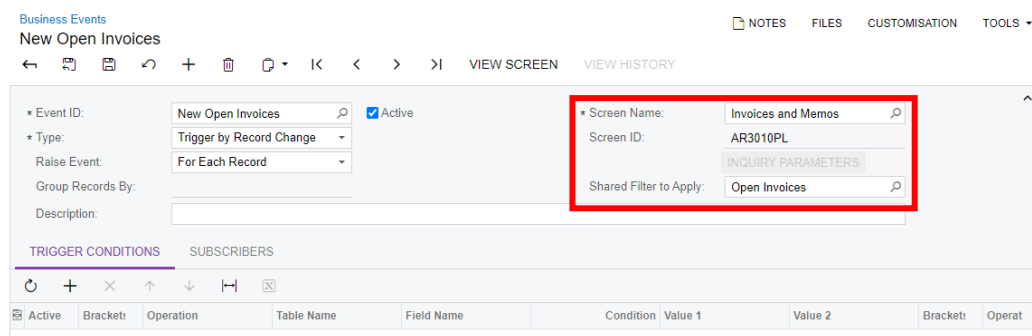 Business Events
New Open Invoices
NOTES FILES CUSTOMISATION TOOLS
VIEW SCREEN VIEW HISTORY
* Event ID: New Open Invoices Active * Screen Name: Invoices and Memos
* Type: Trigger by Record Change Screen ID: AR3010PL
Raise Event: For Each Record INQUIRY PARAMETERS
Group Records By: Shared Filter to Apply: Open Invoices
Description:
TRIGGER CONDITIONS SUBSCRIBERS
Active Brackets Operation Table Name Field Name Condition Value 1 Value 2 Brackets Operat